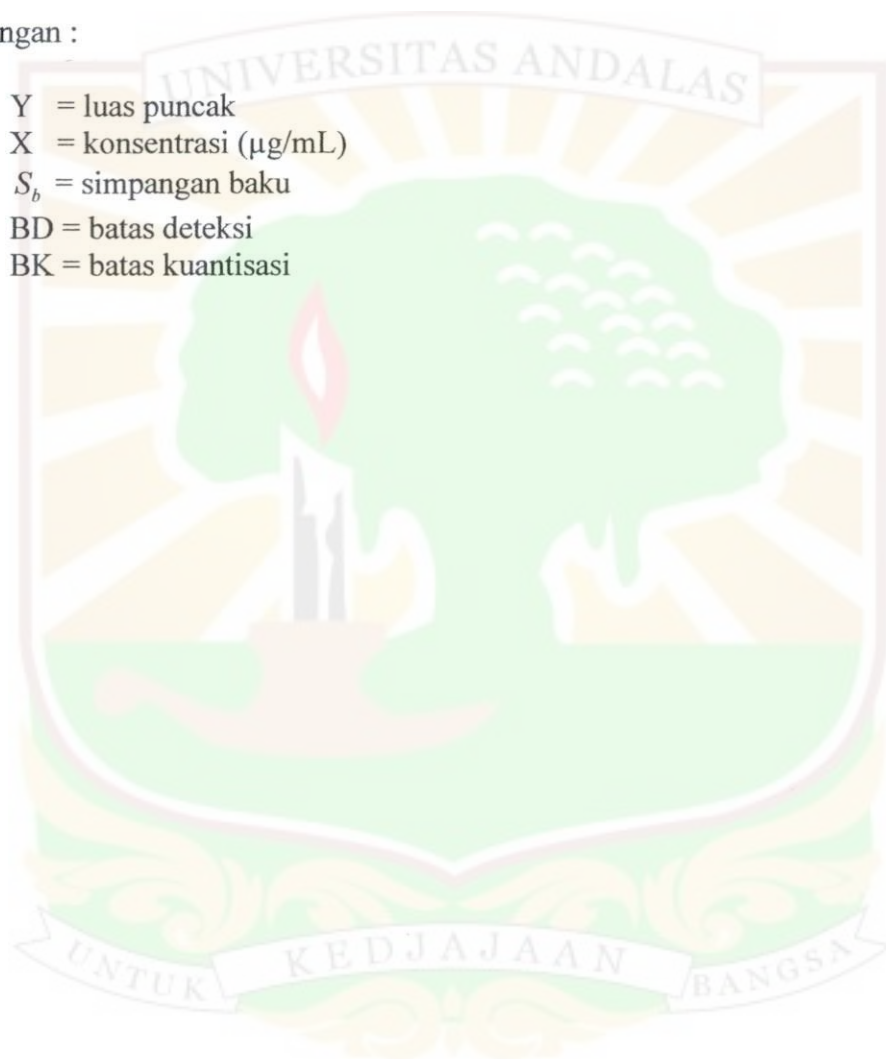 ngan :
UNIVERSITAS ANDALAS
Y = luas puncak
X = konsentrasi (µg/mL)
S_b = simpangan baku
BD = batas deteksi
BK = batas kuantisasi
UNTUK KEDJAJAAN BANGSA